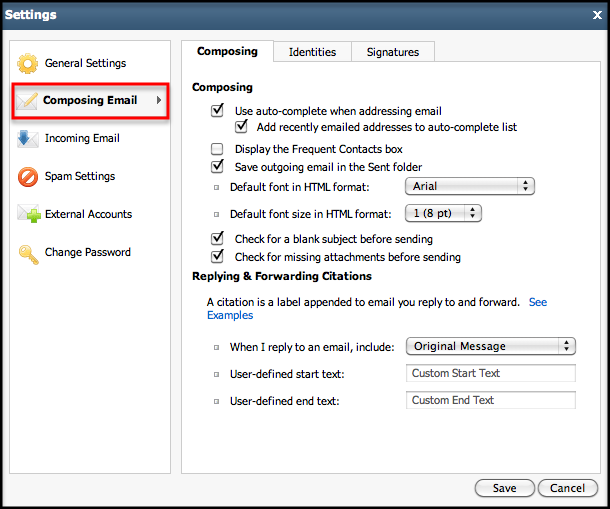 Settings
X
General Settings
Composing Email
Incoming Email
Spam Settings
External Accounts
Change Password
Composing Identities Signatures
Composing
Use auto-complete when addressing email
Add recently emailed addresses to auto-complete list
Display the Frequent Contacts box
Save outgoing email in the Sent folder
Default font in HTML format: Arial
Default font size in HTML format: 1 (8 pt)
Check for a blank subject before sending
Check for missing attachments before sending
Replying & Forwarding Citations
A citation is a label appended to email you reply to and forward. See
Examples
When I reply to an email, include: Original Message
User-defined start text: Custom Start Text
User-defined end text: Custom End Text
Save Cancel